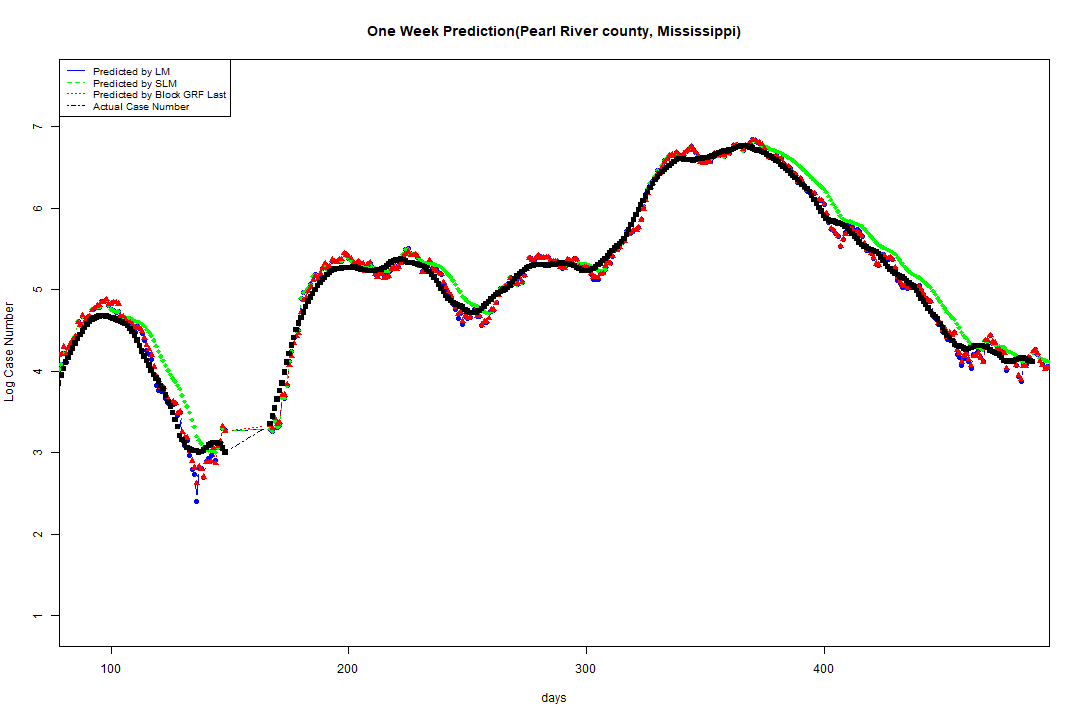 One Week Prediction(Pearl River county, Mississippi)
Predicted by LM
Predicted by SLM
Predicted by Block GRF Last
Actual Case Number
7
6
5
4
3
2
1
Log Case Number
100 200 300 400
days